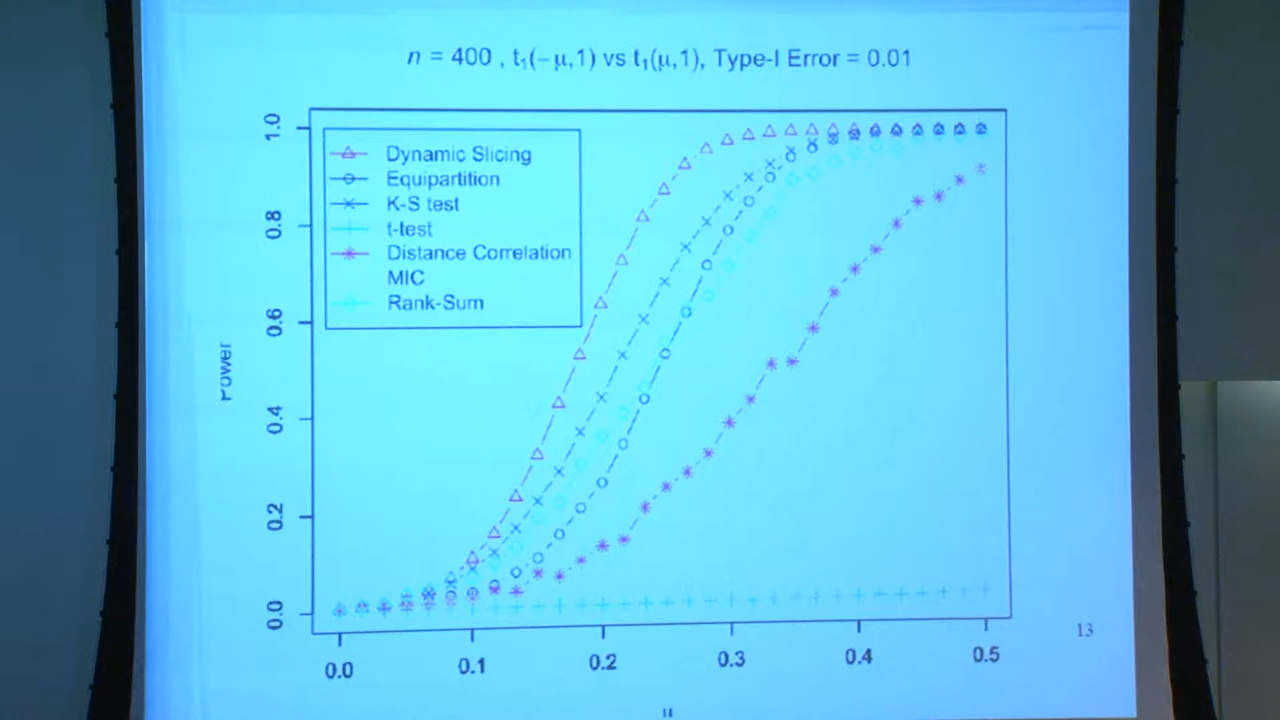 n = 400 , t₁(−μ,1) vs t₁(μ,1), Type-I Error = 0.01
Dynamic Slicing
Equipartition
K-S test
t-test
Distance Correlation
MIC
Rank-Sum
Power
1.0
0.8
0.6
0.4
0.2
0.0
0.0 0.1 0.2 0.3 0.4 0.5
μ
13